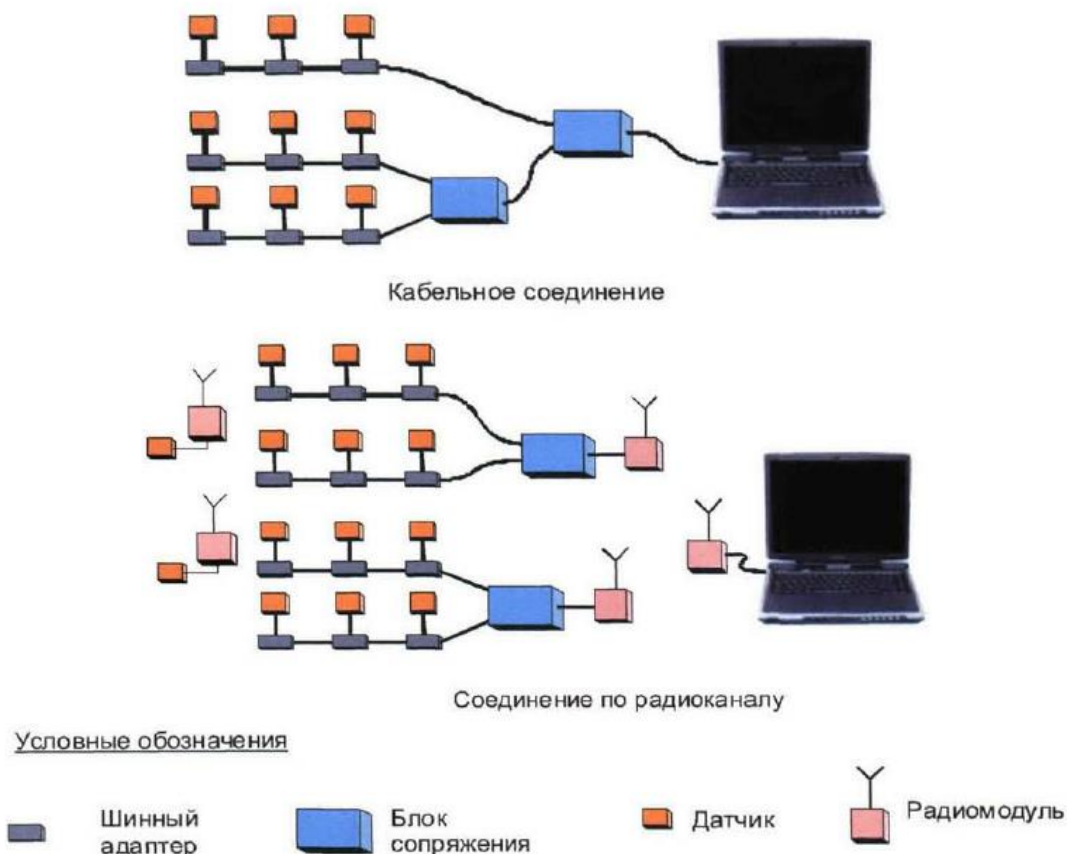 Кабельное соединение
Соединение по радиоканалу
Условные обозначения
Шинный
адаптер
Блок
сопряжения
Датчик
Радиомодуль